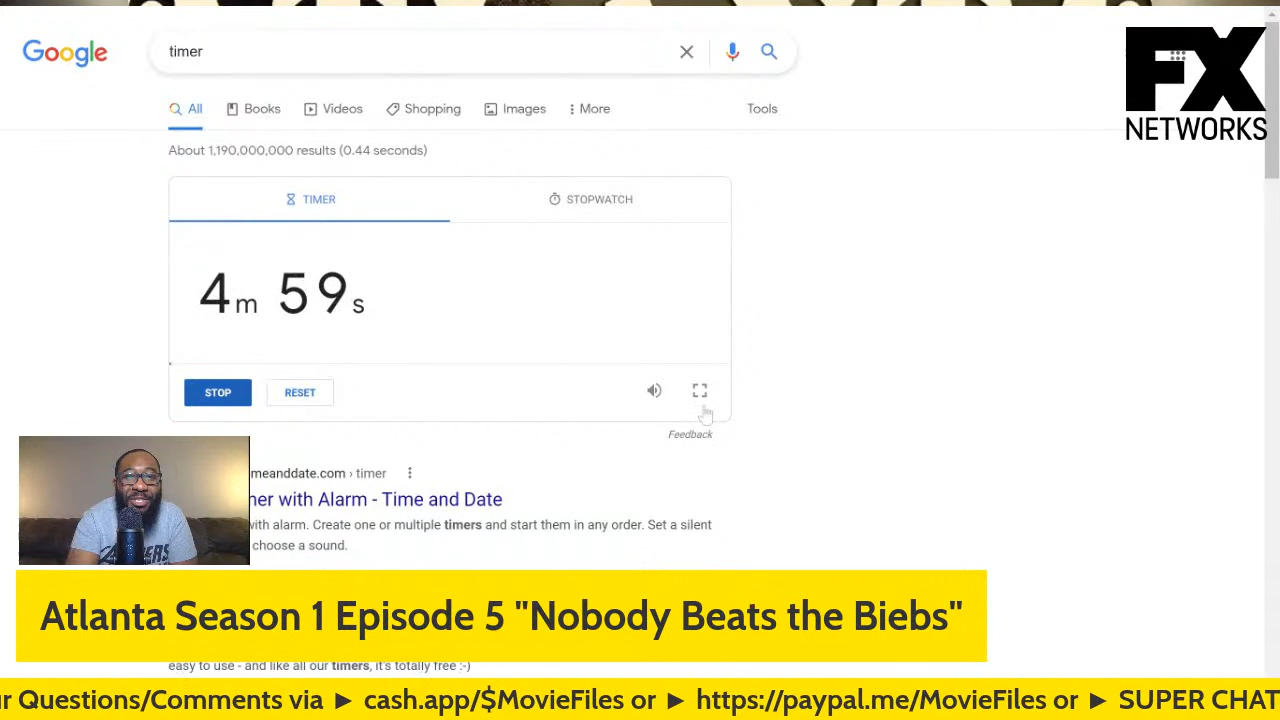 Google
timer
All Books Videos Shopping Images More Tools
About 1,190,000,000 results (0.44 seconds)
TIMER STOPWATCH
4m 59s
STOP RESET
Feedback
meanddate.com › timer
ner with Alarm - Time and Date
with alarm. Create one or multiple timers and start them in any order. Set a silent
choose a sound.
Atlanta Season 1 Episode 5 "Nobody Beats the Biebs"
easy to use - and like all our timers, it's totally free :-)
ur Questions/Comments via ► cash.app/$MovieFiles or ► https://paypal.me/MovieFiles or ► SUPER CHAT
FX
NETWORKS